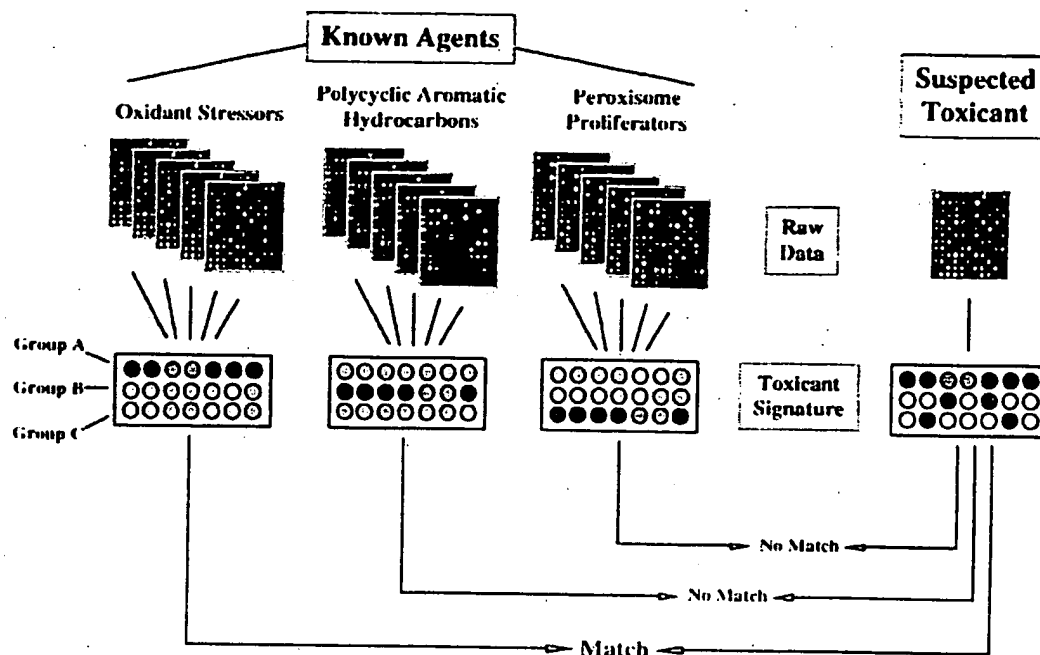 Known Agents
Oxidant Stressors
Polycyclic Aromatic
Hydrocarbons
Peroxisome
Proliferators
Suspected
Toxicant
Raw
Data
Group A
Group B
Group C
Toxicant
Signature
No Match
No Match
Match